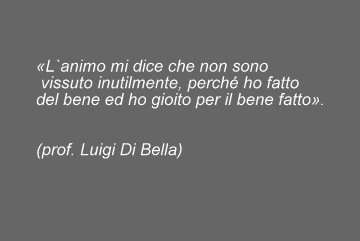 «L`animo mi dice che non sono
vissuto inutilmente, perché ho fatto
del bene ed ho gioito per il bene fatto».
(prof. Luigi Di Bella)